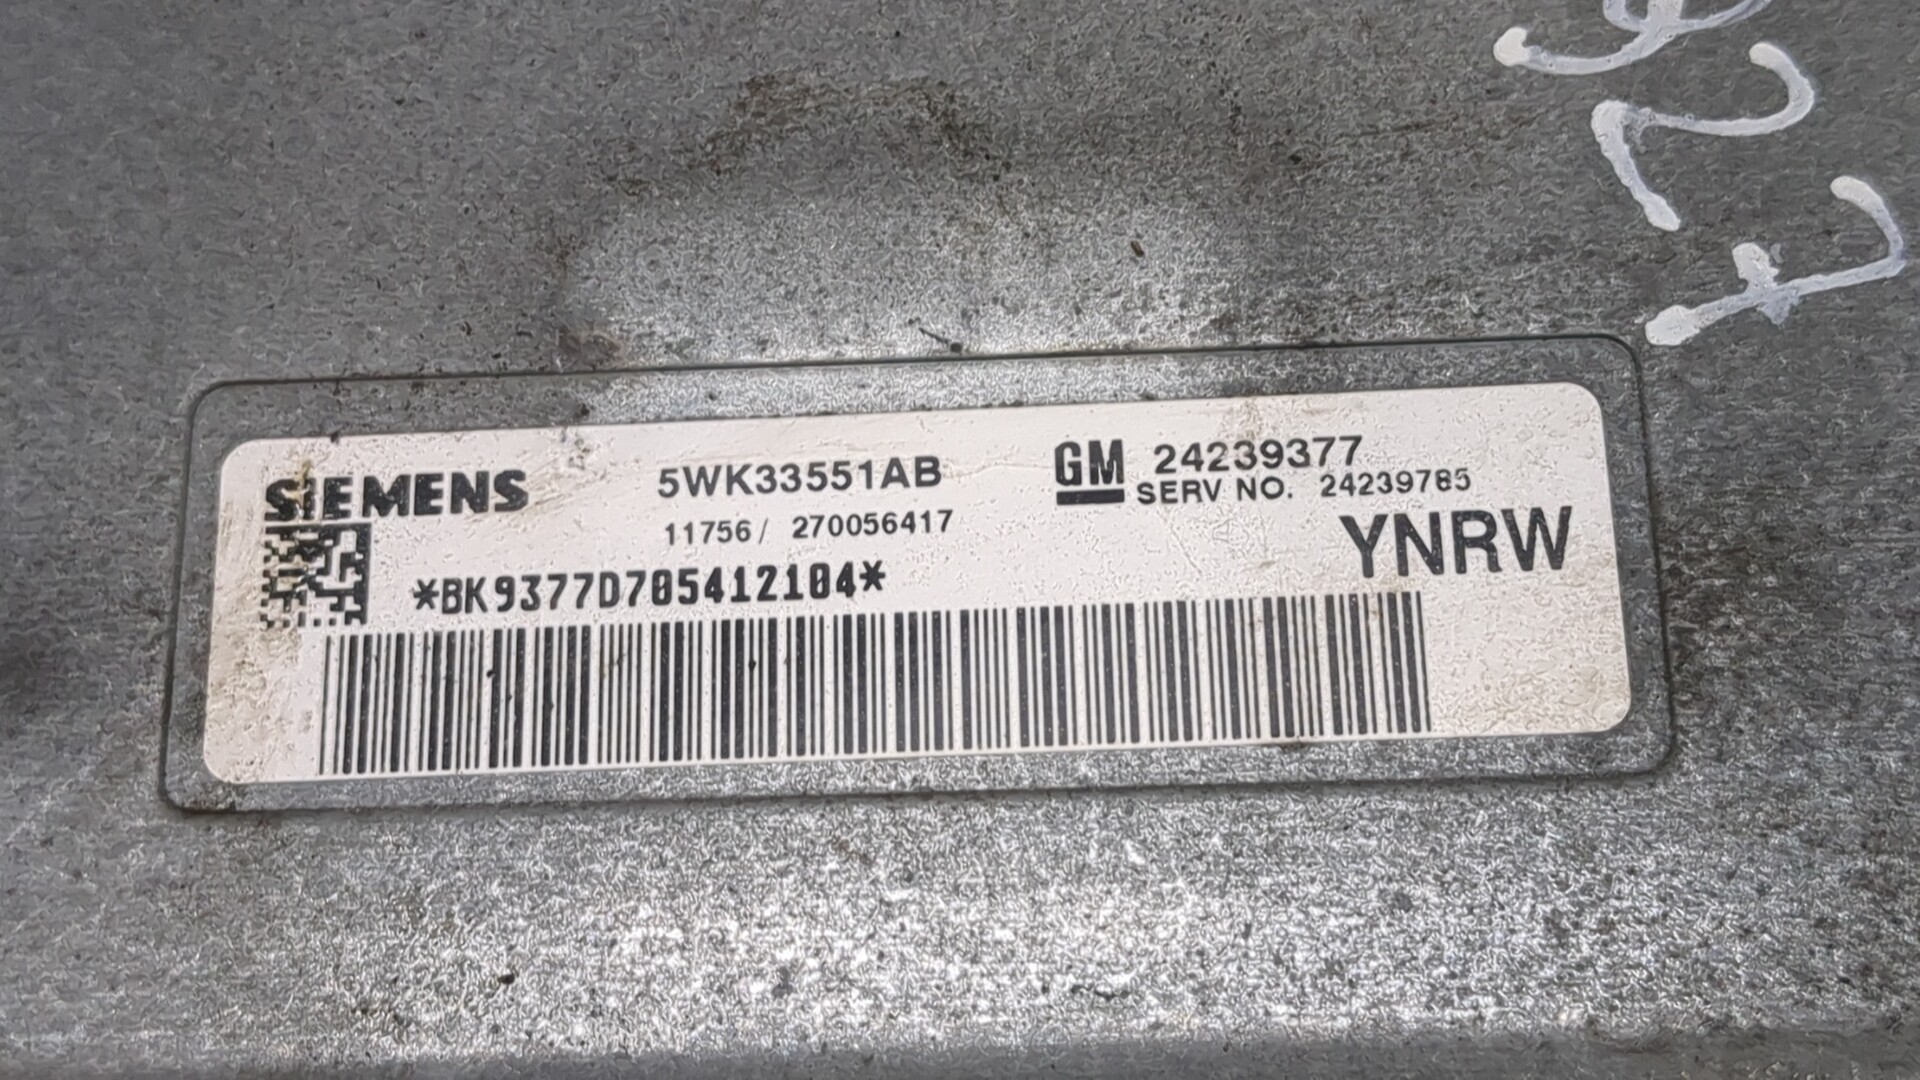 SIEMENS 5WK33551AB GM 24239377
SERV NO. 24239785
11756/ 270056417
YNRW
*BK9377D705412104*